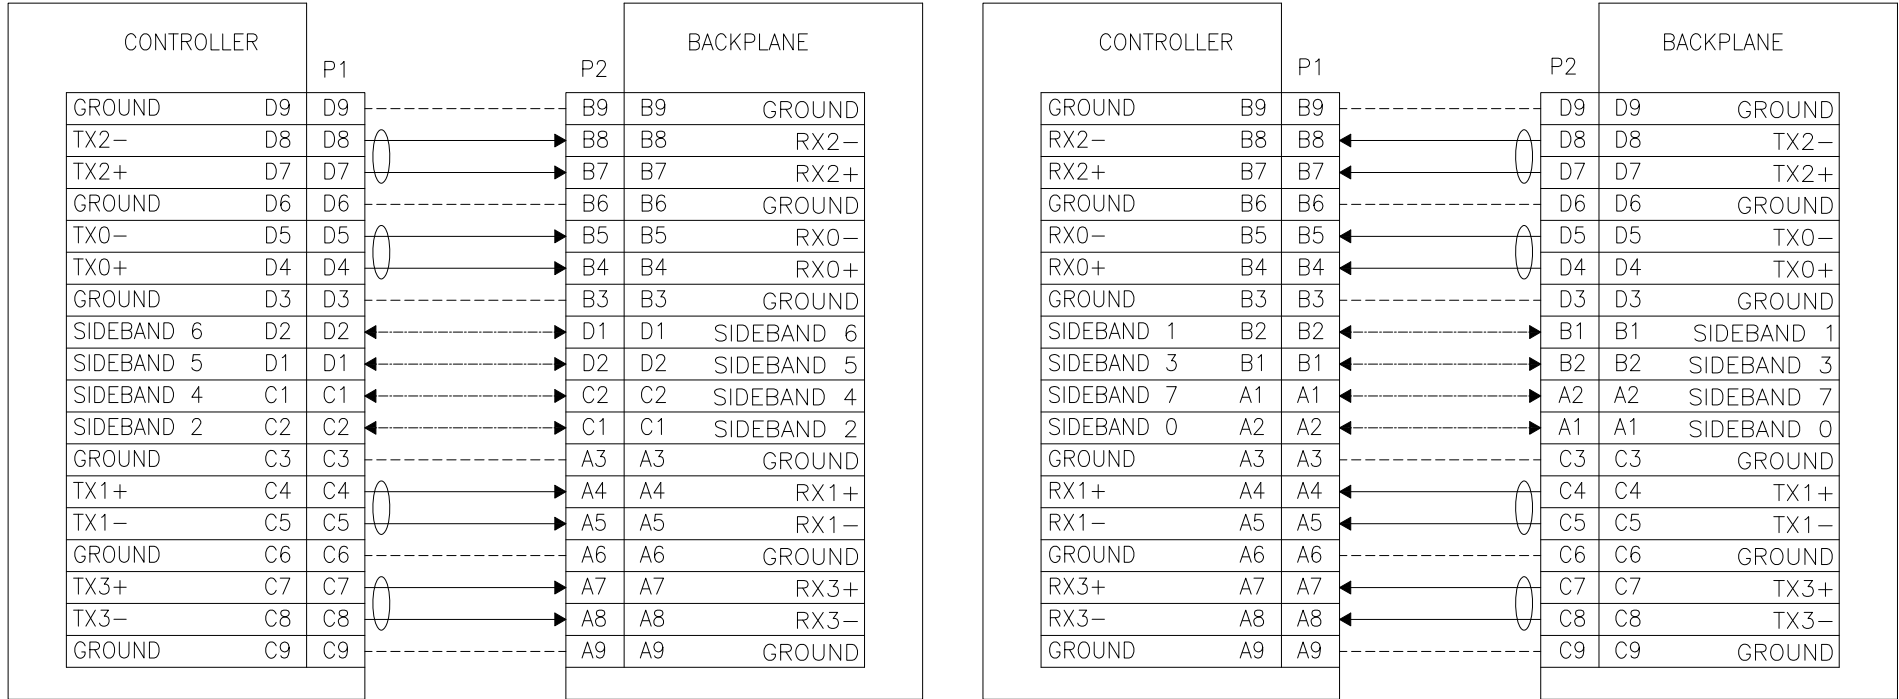 CONTROLLER BACKPLANE
P1 P2
GROUND D9 D9 B9 B9 GROUND
TX2- D8 D8 B8 B8 RX2-
TX2+ D7 D7 B7 B7 RX2+
GROUND D6 D6 B6 B6 GROUND
TX0- D5 D5 B5 B5 RX0-
TX0+ D4 D4 B4 B4 RX0+
GROUND D3 D3 B3 B3 GROUND
SIDEBAND 6 D2 D2 D1 D1 SIDEBAND 6
SIDEBAND 5 D1 D1 D2 D2 SIDEBAND 5
SIDEBAND 4 C1 C1 C2 C2 SIDEBAND 4
SIDEBAND 2 C2 C2 C1 C1 SIDEBAND 2
GROUND C3 C3 A3 A3 GROUND
TX1+ C4 C4 A4 A4 RX1+
TX1- C5 C5 A5 A5 RX1-
GROUND C6 C6 A6 A6 GROUND
TX3+ C7 C7 A7 A7 RX3+
TX3- C8 C8 A8 A8 RX3-
GROUND C9 C9 A9 A9 GROUND
CONTROLLER BACKPLANE
P1 P2
GROUND B9 B9 D9 D9 GROUND
RX2- B8 B8 D8 D8 TX2-
RX2+ B7 B7 D7 D7 TX2+
GROUND B6 B6 D6 D6 GROUND
RX0- B5 B5 D5 D5 TX0-
RX0+ B4 B4 D4 D4 TX0+
GROUND B3 B3 D3 D3 GROUND
SIDEBAND 1 B2 B2 B1 B1 SIDEBAND 1
SIDEBAND 3 B1 B1 B2 B2 SIDEBAND 3
SIDEBAND 7 A1 A1 A2 A2 SIDEBAND 7
SIDEBAND 0 A2 A2 A1 A1 SIDEBAND 0
GROUND A3 A3 C3 C3 GROUND
RX1+ A4 A4 C4 C4 TX1+
RX1- A5 A5 C5 C5 TX1-
GROUND A6 A6 C6 C6 GROUND
RX3+ A7 A7 C7 C7 TX3+
RX3- A8 A8 C8 C8 TX3-
GROUND A9 A9 C9 C9 GROUND